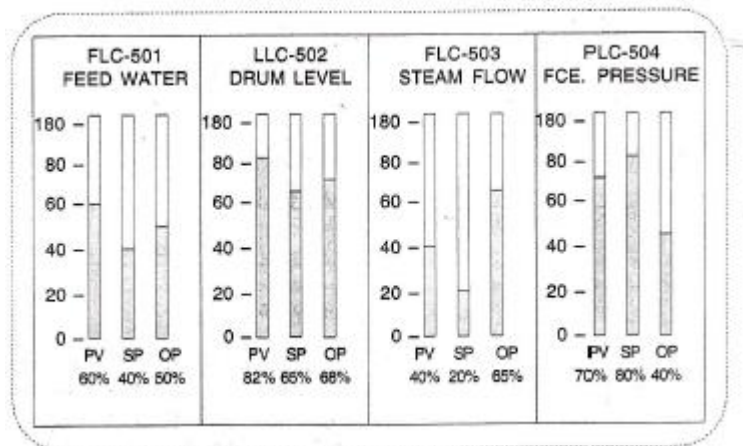 FLC-501
FEED WATER
180
80
60
40
20
0
PV SP OP
60% 40% 50%
LLC-502
DRUM LEVEL
180
80
60
40
20
0
PV SP OP
82% 65% 68%
FLC-503
STEAM FLOW
180
80
60
40
20
0
PV SP OP
40% 20% 65%
PLC-504
FCE. PRESSURE
180
80
60
40
20
0
PV SP OP
70% 80% 40%